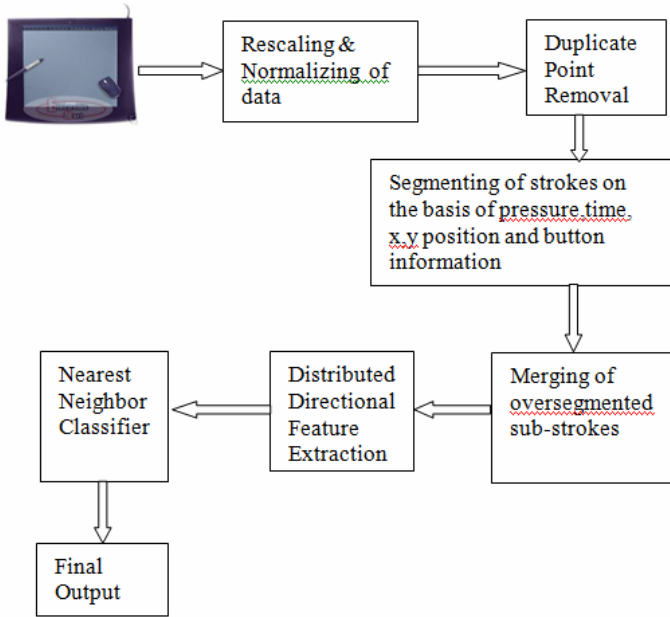 Rescaling &
Normalizing of
data
Duplicate
Point
Removal
Segmenting of strokes on
the basis of pressure,time,
x,y position and button
information
Merging of
oversegmented
sub-strokes
Distributed
Directional
Feature
Extraction
Nearest
Neighbor
Classifier
Final
Output